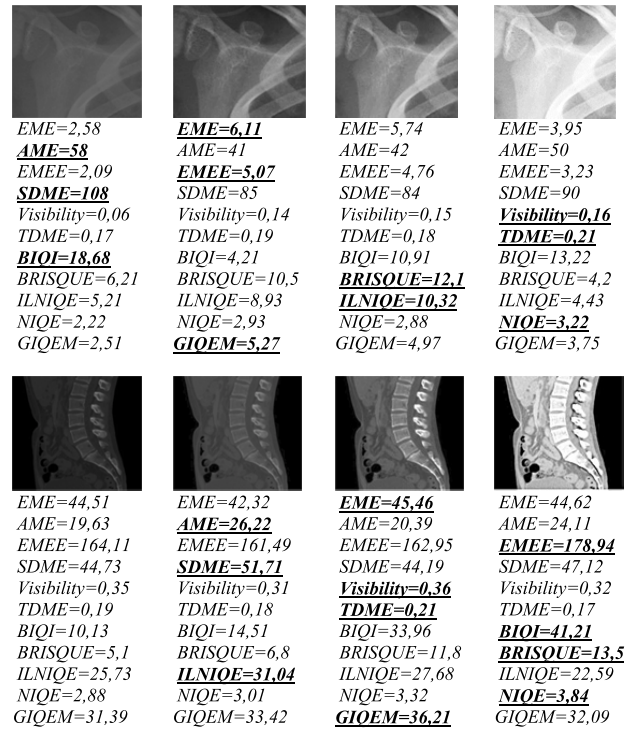 EME=2,58
AME=58
EMEE=2,09
SDME=108
Visibility=0,06
TDME=0,17
BIQI=18,68
BRISQUE=6,21
ILNIQE=5,21
NIQE=2,22
GIQEM=2,51
EME=6,11
AME=41
EMEE=5,07
SDME=85
Visibility=0,14
TDME=0,19
BIQI=4,21
BRISQUE=10,5
ILNIQE=8,93
NIQE=2,93
GIQEM=5,27
EME=5,74
AME=42
EMEE=4,76
SDME=84
Visibility=0,15
TDME=0,18
BIQI=10,91
BRISQUE=12,1
ILNIQE=10,32
NIQE=2,88
GIQEM=4,97
EME=3,95
AME=50
EMEE=3,23
SDME=90
Visibility=0,16
TDME=0,21
BIQI=13,22
BRISQUE=4,2
ILNIQE=4,43
NIQE=3,22
GIQEM=3,75
EME=44,51
AME=19,63
EMEE=164,11
SDME=44,73
Visibility=0,35
TDME=0,19
BIQI=10,13
BRISQUE=5,1
ILNIQE=25,73
NIQE=2,88
GIQEM=31,39
EME=42,32
AME=26,22
EMEE=161,49
SDME=51,71
Visibility=0,31
TDME=0,18
BIQI=14,51
BRISQUE=6,8
ILNIQE=31,04
NIQE=3,01
GIQEM=33,42
EME=45,46
AME=20,39
EMEE=162,95
SDME=44,19
Visibility=0,36
TDME=0,21
BIQI=33,96
BRISQUE=11,8
ILNIQE=27,68
NIQE=3,32
GIQEM=36,21
EME=44,62
AME=24,11
EMEE=178,94
SDME=47,12
Visibility=0,32
TDME=0,17
BIQI=41,21
BRISQUE=13,5
ILNIQE=22,59
NIQE=3,84
GIQEM=32,09